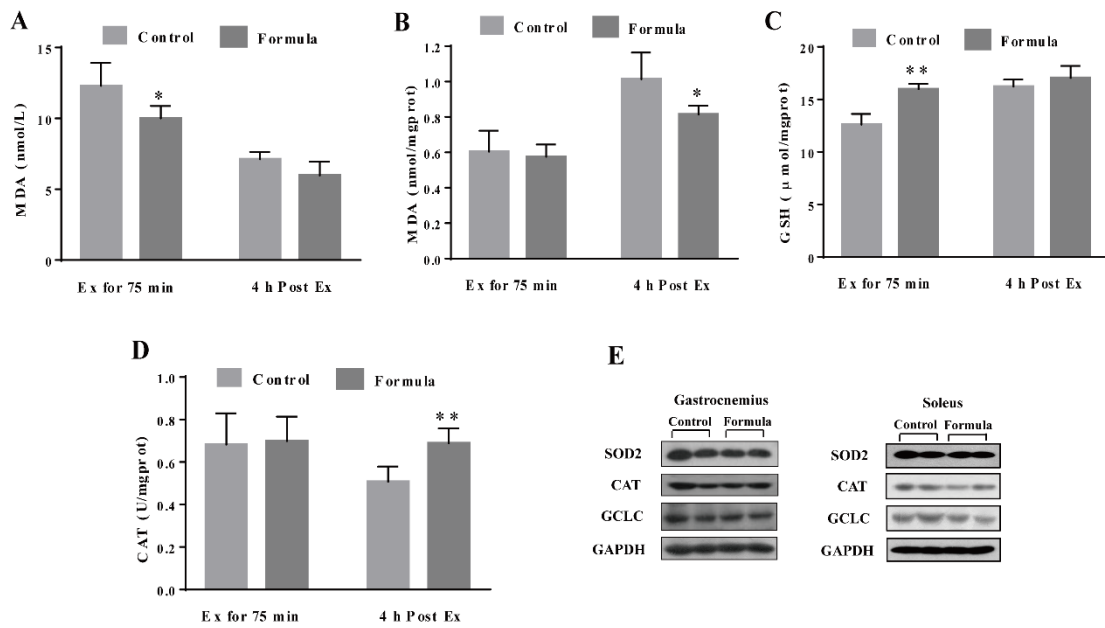 A
Control Formula
15
10
5
0
MDA (nmol/L)
*
Ex for 75 min 4 h Post Ex
B
Control Formula
1.2
1.0
0.8
0.6
0.4
0.2
0.0
MDA (nmol/mgprot)
*
Ex for 75 min 4 h Post Ex
C
Control Formula
20
15
10
5
0
GSH (μ mol/mgprot)
**
Ex for 75 min 4 h Post Ex
D
Control Formula
1.0
0.8
0.6
0.4
0.2
0.0
CAT (U/mgprot)
**
Ex for 75 min 4 h Post Ex
E
Gastrocnemius
Control Formula
SOD2
CAT
GCLC
GAPDH
Soleus
Control Formula
SOD2
CAT
GCLC
GAPDH